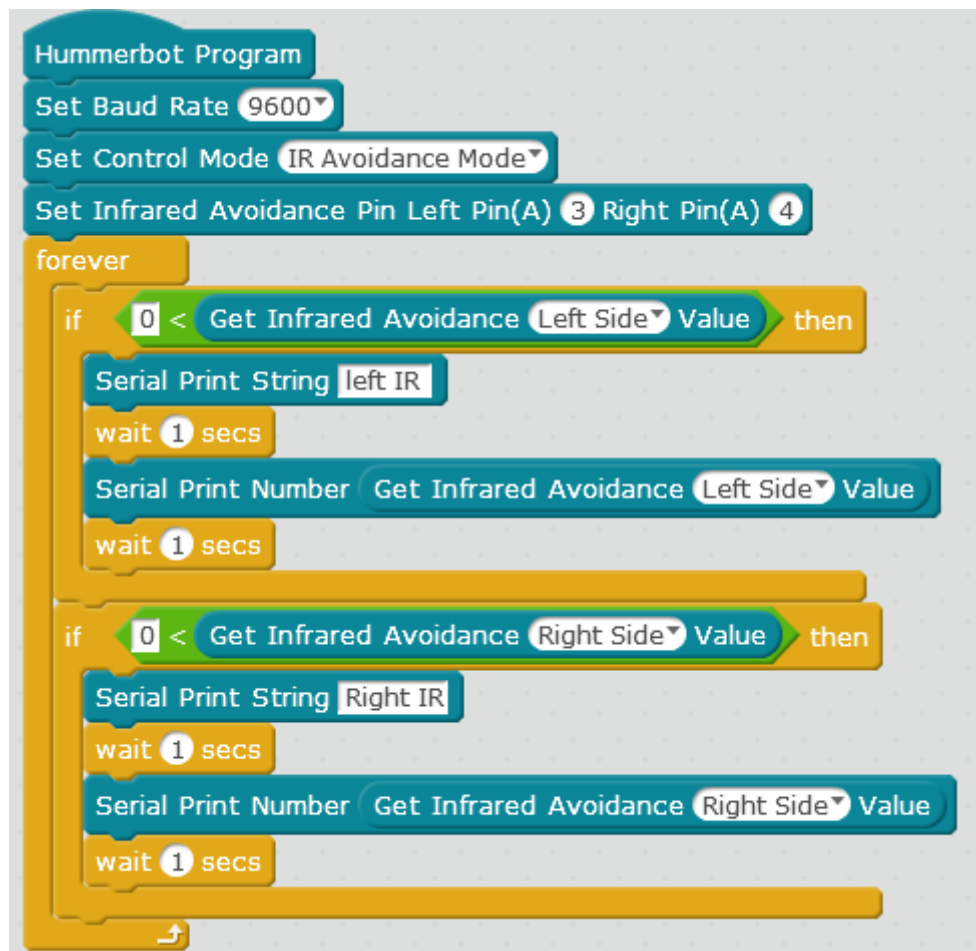 Hummerbot Program
Set Baud Rate 9600
Set Control Mode IR Avoidance Mode
Set Infrared Avoidance Pin Left Pin(A) 3 Right Pin(A) 4
forever
if 0 < Get Infrared Avoidance Left Side Value then
Serial Print String left IR
wait 1 secs
Serial Print Number Get Infrared Avoidance Left Side Value
wait 1 secs
if 0 < Get Infrared Avoidance Right Side Value then
Serial Print String Right IR
wait 1 secs
Serial Print Number Get Infrared Avoidance Right Side Value
wait 1 secs